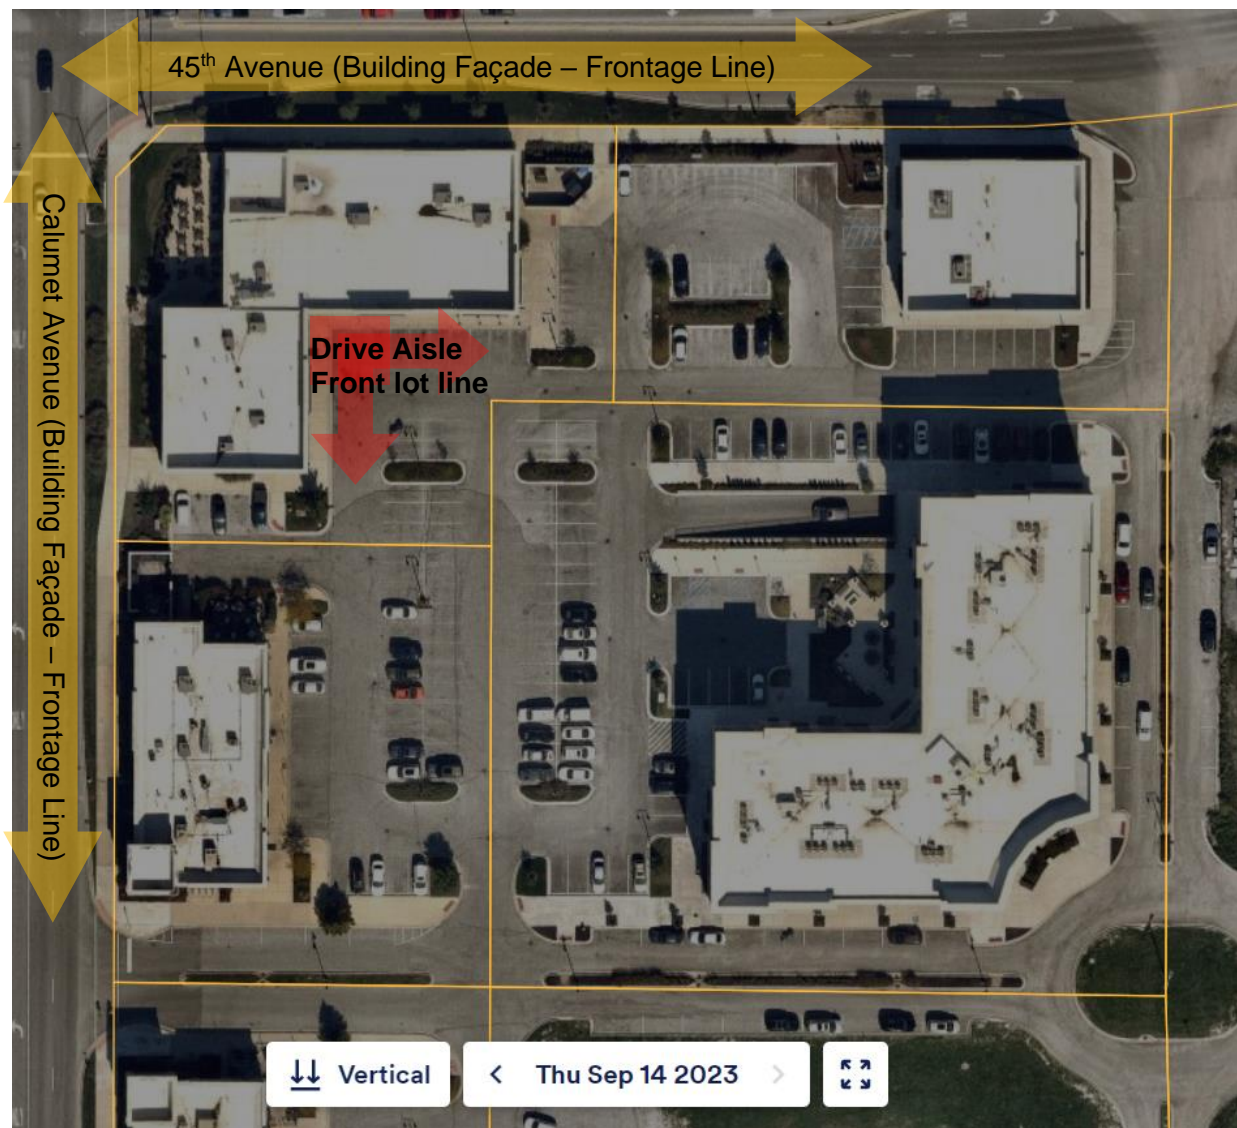 45th Avenue (Building Façade – Frontage Line)
Calumet Avenue (Building Façade – Frontage Line)
Drive Aisle
Front lot line
Vertical
Thu Sep 14 2023